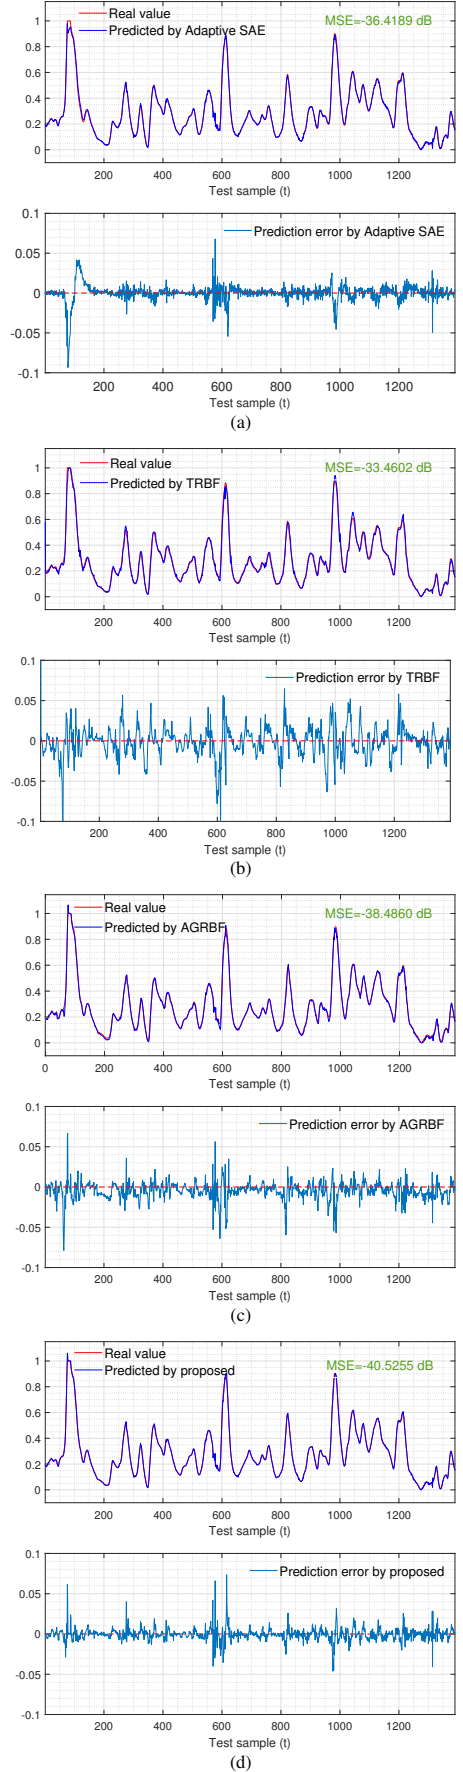 Real value
Predicted by Adaptive SAE
MSE=-36.4189 dB
1
0.8
0.6
0.4
0.2
0
200 400 600 800 1000 1200
Test sample (t)
0.1
Prediction error by Adaptive SAE
0.05
0
-0.05
-0.1
200 400 600 800 1000 1200
Test sample (t)
(a)
Real value
Predicted by TRBF
MSE=-33.4602 dB
1
0.8
0.6
0.4
0.2
0
200 400 600 800 1000 1200
Test sample (t)
0.1
Prediction error by TRBF
0.05
0
-0.05
-0.1
200 400 600 800 1000 1200
Test sample (t)
(b)
Real value
Predicted by AGRBF
MSE=-38.4860 dB
1
0.8
0.6
0.4
0.2
0
0 200 400 600 800 1000 1200
Test sample (t)
0.1
Prediction error by AGRBF
0.05
0
-0.05
-0.1
200 400 600 800 1000 1200
Test sample (t)
(c)
Real value
Predicted by proposed
MSE=-40.5255 dB
1
0.8
0.6
0.4
0.2
0
200 400 600 800 1000 1200
Test sample (t)
0.1
Prediction error by proposed
0.05
0
-0.05
-0.1
200 400 600 800 1000 1200
Test sample (t)
(d)